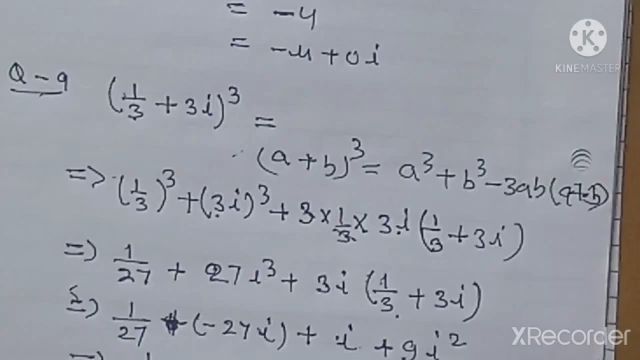 = -4
= -4 + 0i
KINEMASTER
Q - 9 (1/3 + 3i)^3 =
(a + b)^3 = a^3 + b^3 - 3ab (a+b)
=> (1/3)^3 + (3i)^3 + 3 × 1/3 × 3i (1/3 + 3i)
=) 1/27 + 27i^3 + 3i (1/3 + 3i)
=) 1/27 + (-27i) + i + 9i^2
XRecorder